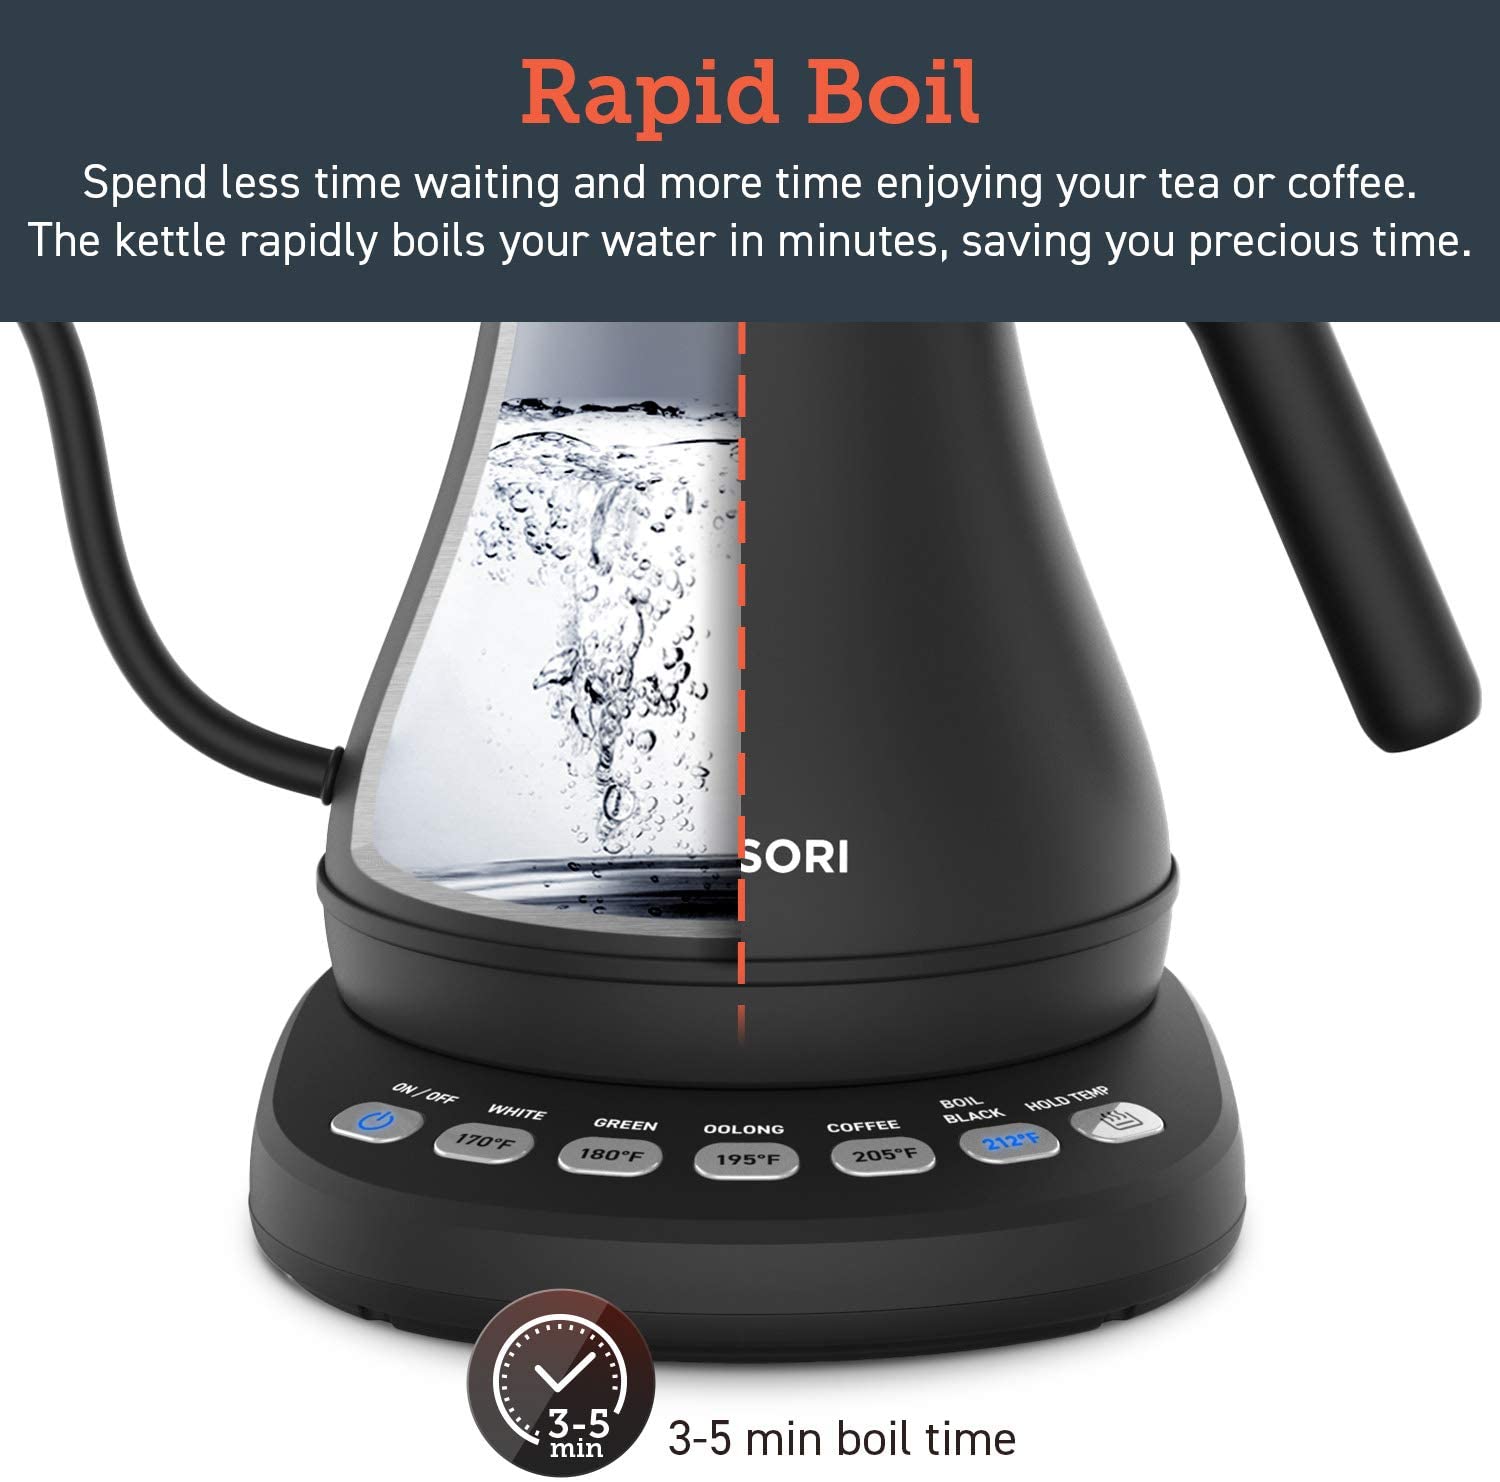 Rapid Boil
Spend less time waiting and more time enjoying your tea or coffee.
The kettle rapidly boils your water in minutes, saving you precious time.
SORI
ON / OFF
WHITE
170°F
GREEN
180°F
OOLONG
195°F
COFFEE
205°F
BOIL
BLACK
212°F
HOLD TEMP
3-5
min
3-5 min boil time